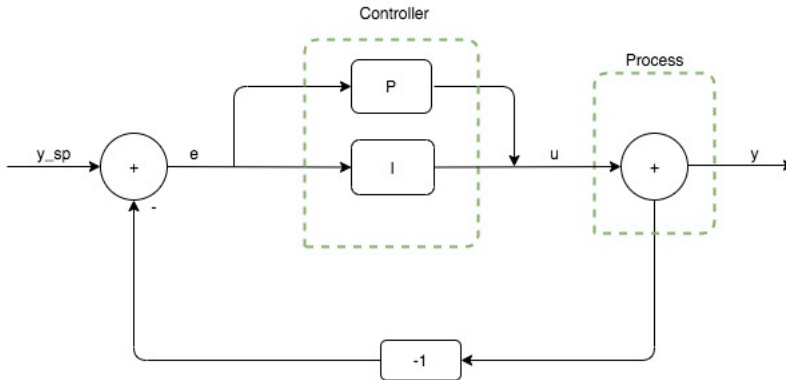 Controller
Process
P
y_sp
+
e
I
u
+
y
-
-1